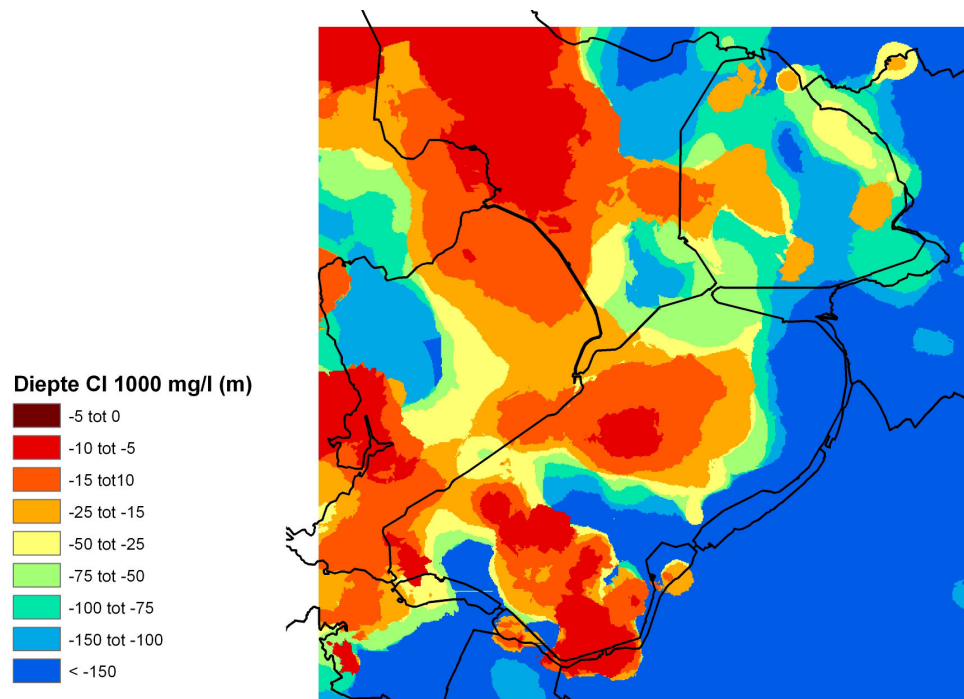 Diepte Cl 1000 mg/l (m)
-5 tot 0
-10 tot -5
-15 tot10
-25 tot -15
-50 tot -25
-75 tot -50
-100 tot -75
-150 tot -100
< -150